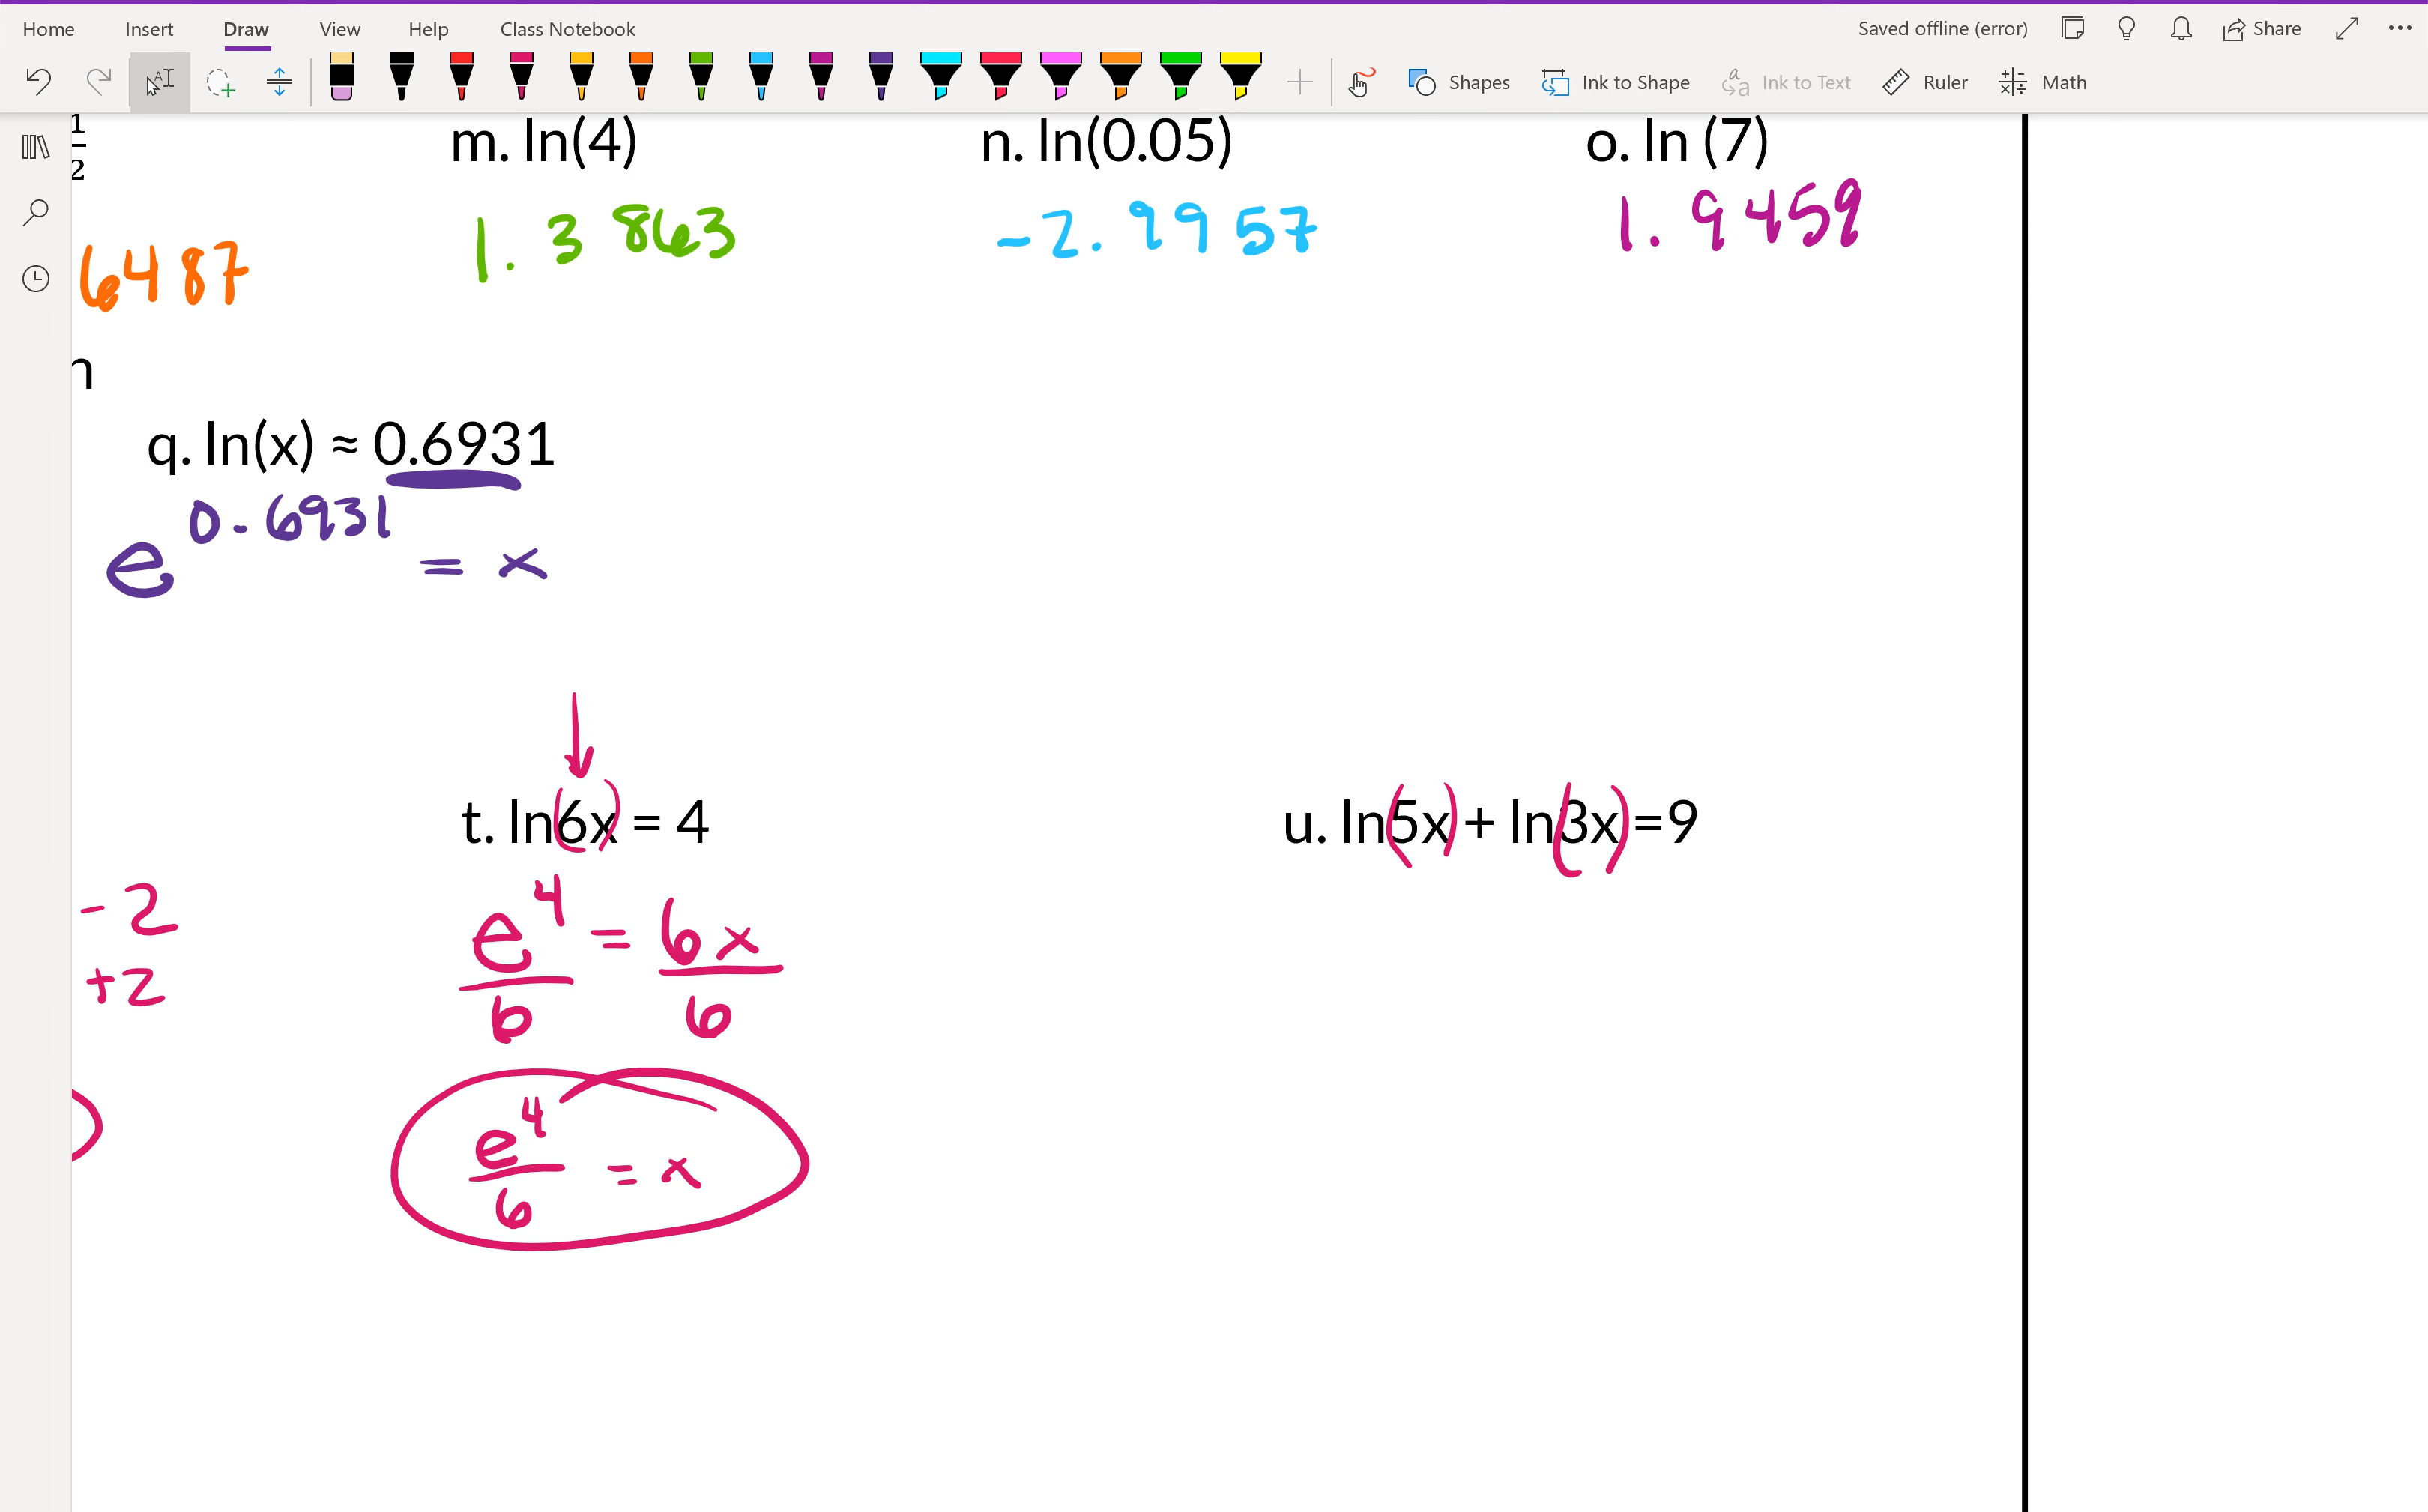 Home Insert Draw View Help Class Notebook Saved offline (error) Share
Shapes Ink to Shape Ink to Text Ruler Math
1/2 m. ln(4) n. ln(0.05) o. ln (7)
6487 1.3863 -2.9957 1.9459
n
q. ln(x) ≈ 0.6931
e^0.6931 = x
t. ln(6x) = 4 u. ln(5x) + ln(3x)=9
-2 e^4/6 = 6x/6
+2
e^4/6 = x